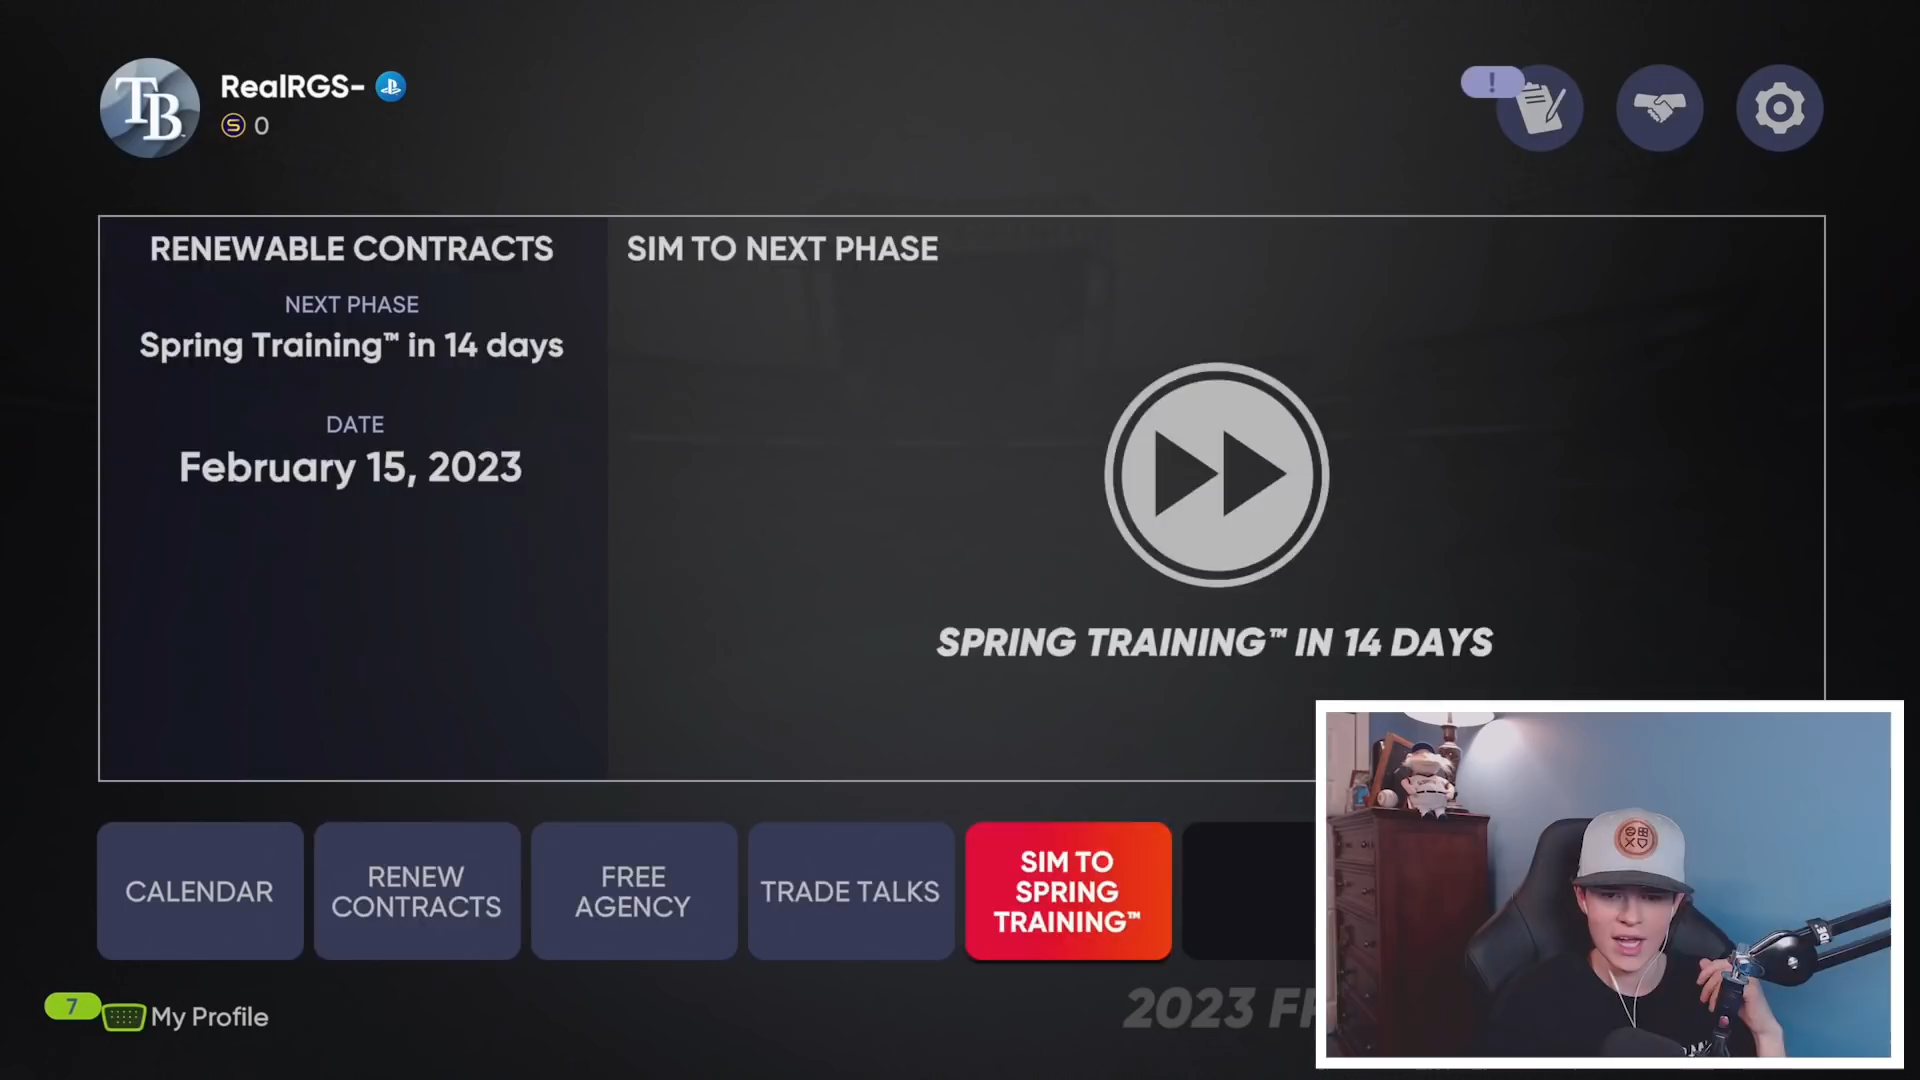 TB
RealRGS-
0
!
RENEWABLE CONTRACTS
NEXT PHASE
Spring Training™ in 14 days
DATE
February 15, 2023
SIM TO NEXT PHASE
SPRING TRAINING™ IN 14 DAYS
CALENDAR
RENEW
CONTRACTS
FREE
AGENCY
TRADE TALKS
SIM TO
SPRING
TRAINING™
7
My Profile
2023